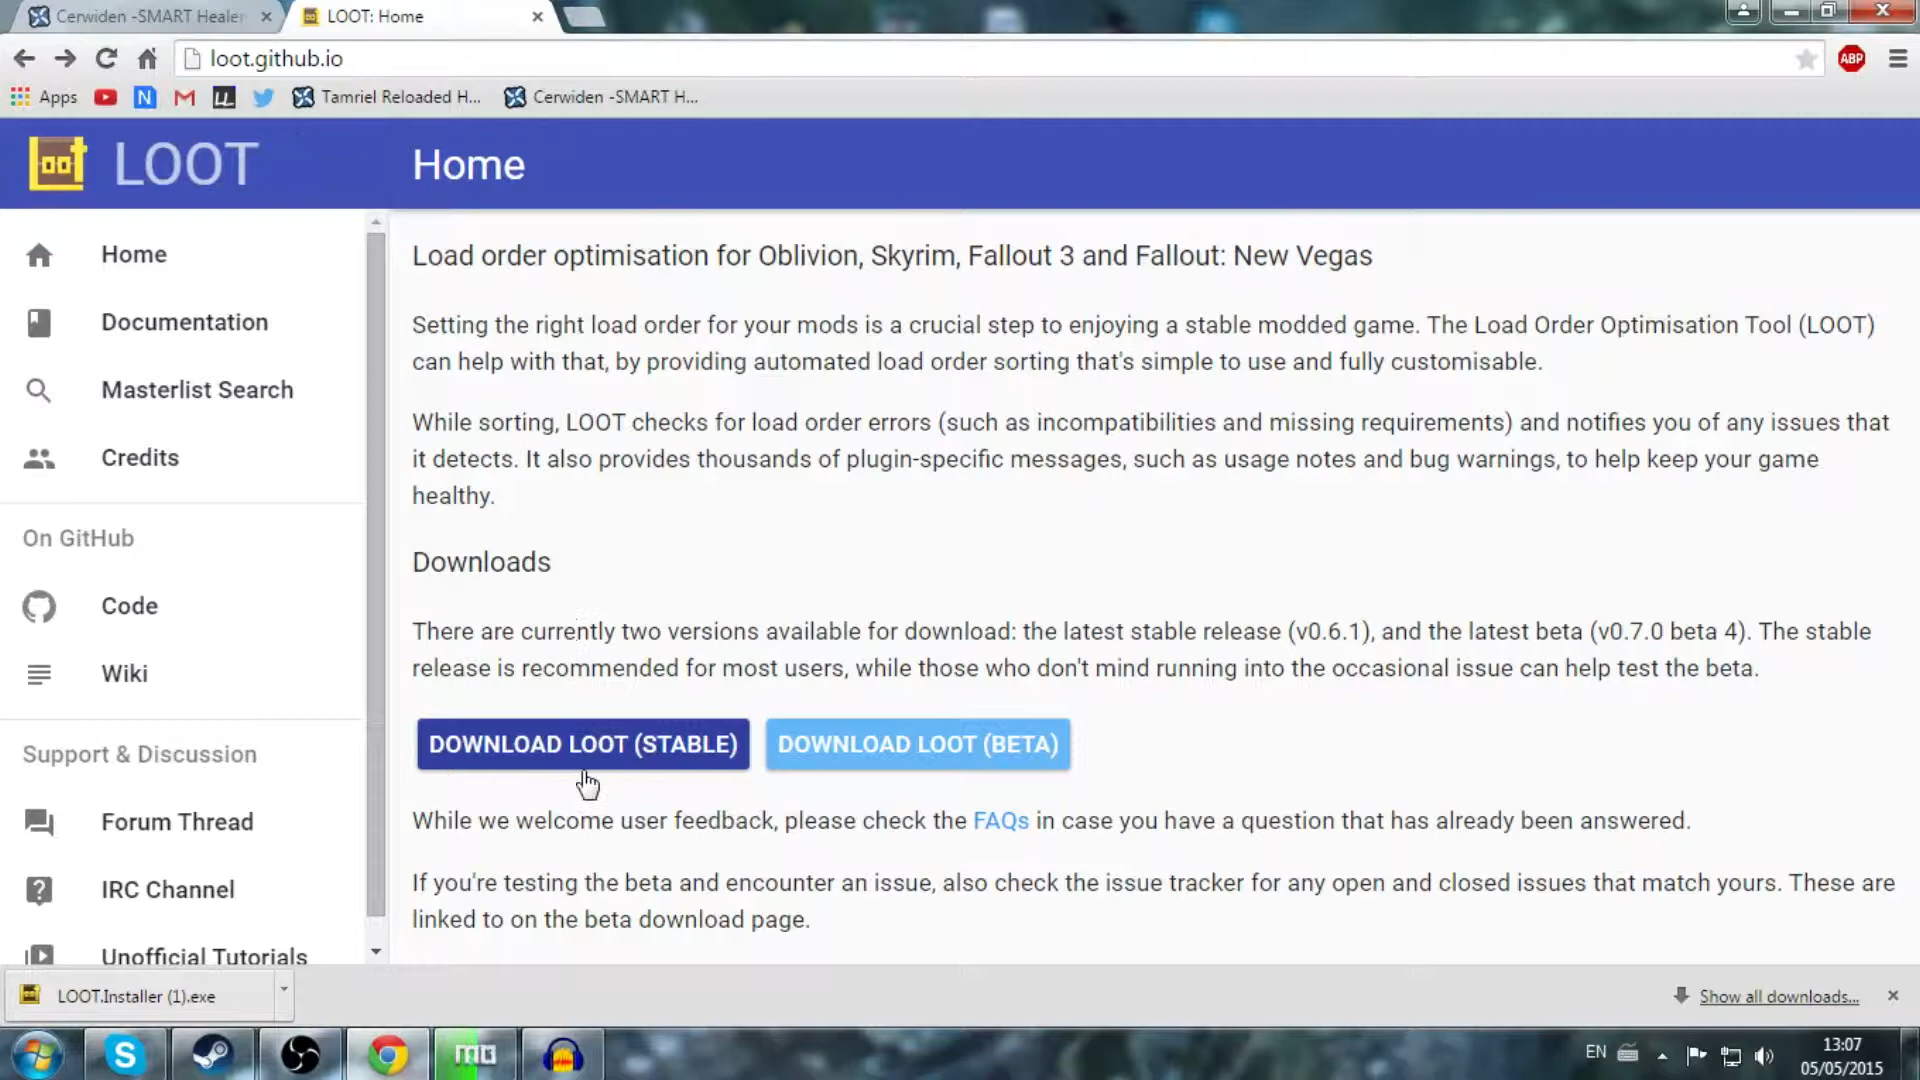 Cerwiden -SMART Healer
LOOT: Home
loot.github.io
ABP
Apps
N
LL
Tamriel Reloaded H...
Cerwiden -SMART H...
loot
LOOT
Home
Home
Documentation
Masterlist Search
Credits
On GitHub
Code
Wiki
Support & Discussion
Forum Thread
IRC Channel
Unofficial Tutorials
Load order optimisation for Oblivion, Skyrim, Fallout 3 and Fallout: New Vegas
Setting the right load order for your mods is a crucial step to enjoying a stable modded game. The Load Order Optimisation Tool (LOOT)
can help with that, by providing automated load order sorting that's simple to use and fully customisable.
While sorting, LOOT checks for load order errors (such as incompatibilities and missing requirements) and notifies you of any issues that
it detects. It also provides thousands of plugin-specific messages, such as usage notes and bug warnings, to help keep your game
healthy.
Downloads
There are currently two versions available for download: the latest stable release (v0.6.1), and the latest beta (v0.7.0 beta 4). The stable
release is recommended for most users, while those who don't mind running into the occasional issue can help test the beta.
DOWNLOAD LOOT (STABLE)
DOWNLOAD LOOT (BETA)
While we welcome user feedback, please check the FAQs in case you have a question that has already been answered.
If you're testing the beta and encounter an issue, also check the issue tracker for any open and closed issues that match yours. These are
linked to on the beta download page.
LOOT.Installer (1).exe
Show all downloads...
S
mo
EN
13:07
05/05/2015